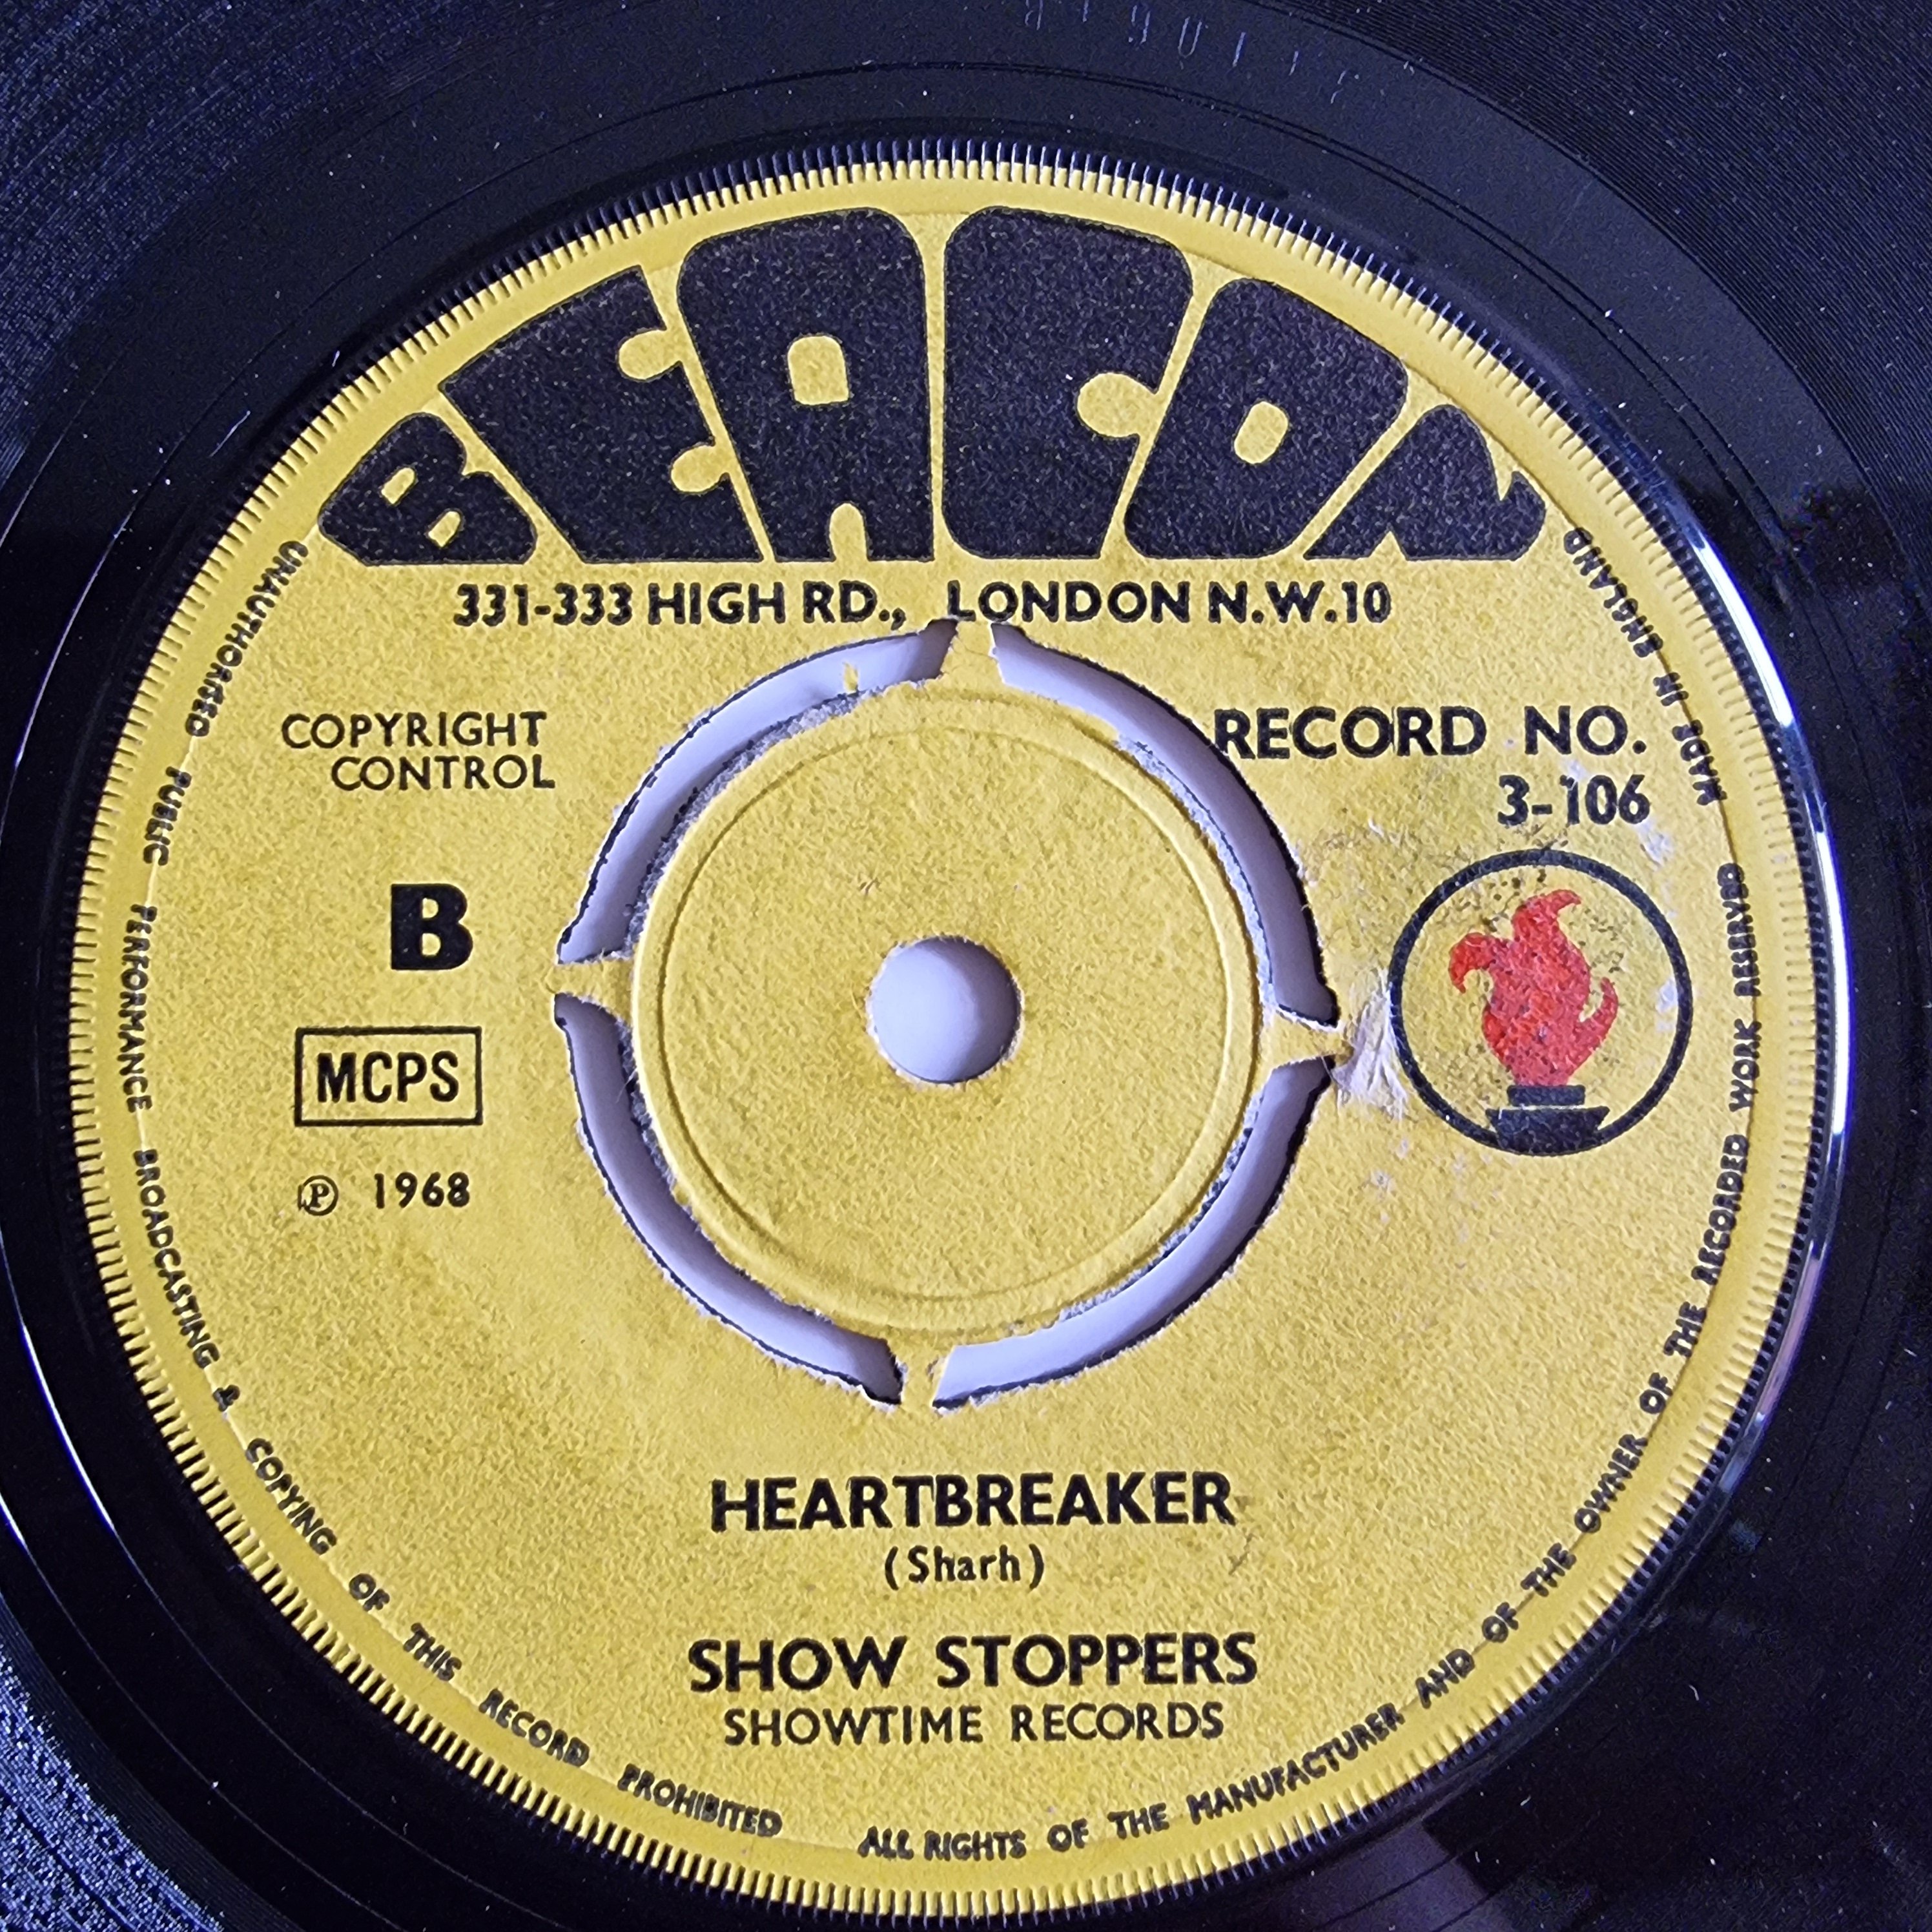 BEACON
331-333 HIGH RD., LONDON N.W.10
COPYRIGHT
CONTROL
RECORD NO.
3-106
B
MCPS
℗ 1968
HEARTBREAKER
(Sharh)
SHOW STOPPERS
SHOWTIME RECORDS
UNAUTHORISED PUBLIC PERFORMANCE BROADCASTING & COPYING OF THIS RECORD PROHIBITED
ALL RIGHTS OF THE MANUFACTURER AND OF THE OWNER OF THE RECORDED WORK RESERVED MADE IN ENGLAND